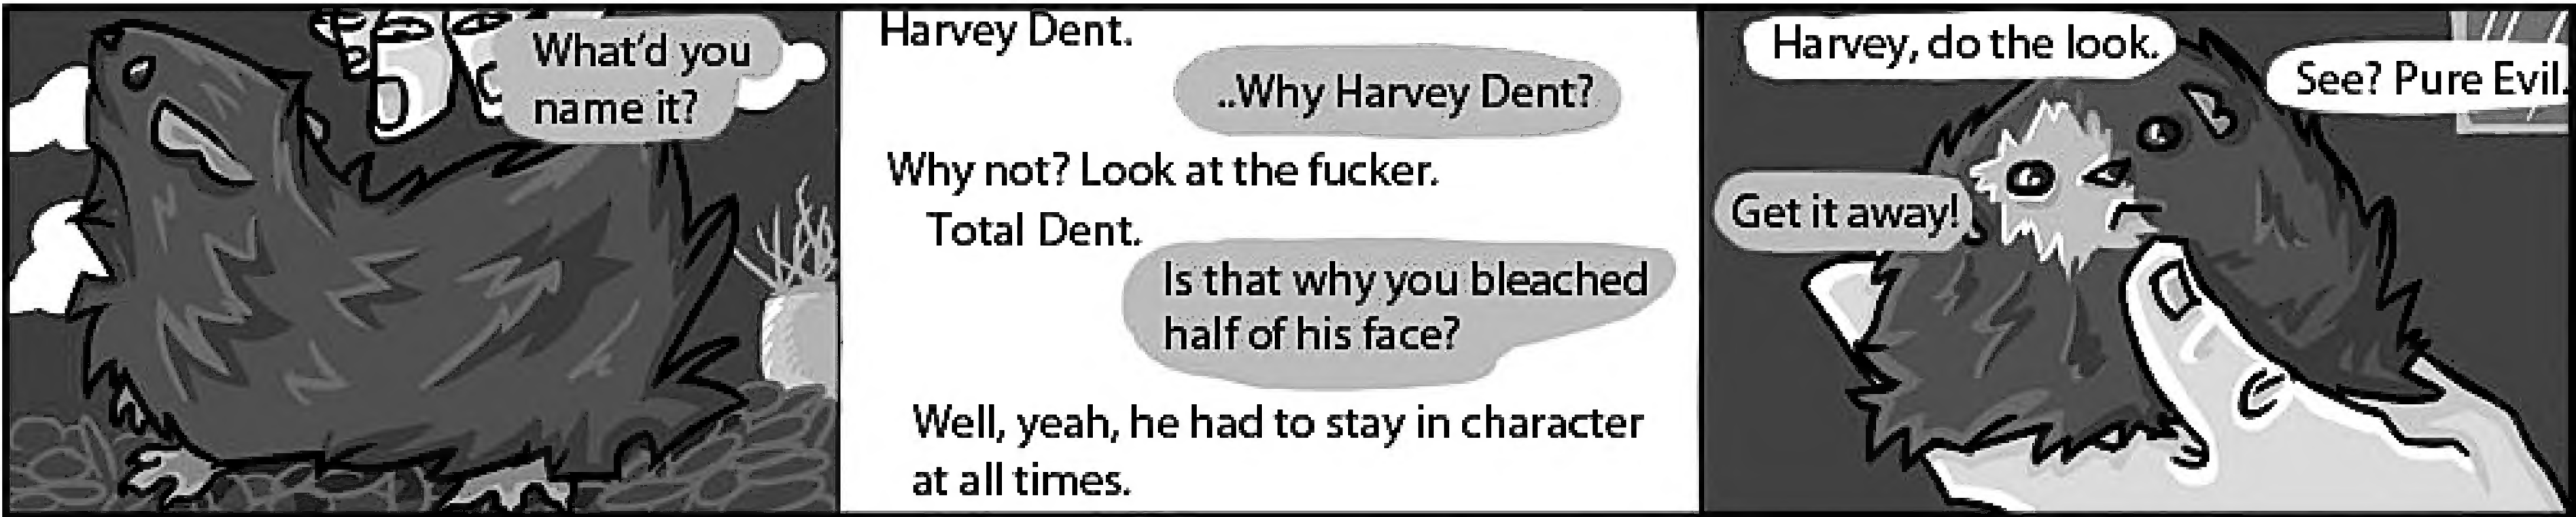 What'd you
name it?
Harvey Dent.
..Why Harvey Dent?
Why not? Look at the fucker.
Total Dent.
Is that why you bleached
half of his face?
Well, yeah, he had to stay in character
at all times.
Harvey, do the look.
See? Pure Evil.
Get it away!